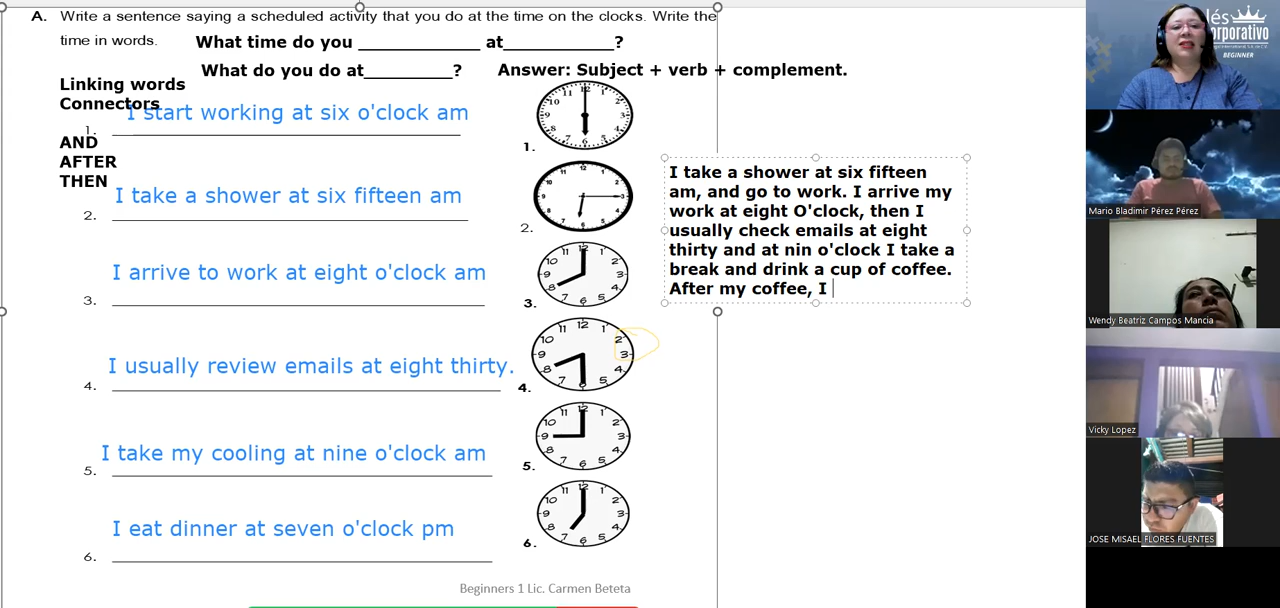 A. Write a sentence saying a scheduled activity that you do at the time on the clocks. Write the
time in words.
What time do you _____________ at____________?
What do you do at__________?
Answer: Subject + verb + complement.
Linking words
Connectors
AND
AFTER
THEN
1. I start working at six o'clock am
1.
2. I take a shower at six fifteen am
2.
3. I arrive to work at eight o'clock am
3.
4. I usually review emails at eight thirty.
4.
5. I take my cooling at nine o'clock am
5.
6. I eat dinner at seven o'clock pm
6.
I take a shower at six fifteen
am, and go to work. I arrive my
work at eight O'clock, then I
usually check emails at eight
thirty and at nin o'clock I take a
break and drink a cup of coffee.
After my coffee, I
Beginners 1 Lic. Carmen Beteta
lés
orporativo
BEGINNER
Mario Bladimir Pérez Pérez
Wendy Beatriz Campos Mancía
Vicky Lopez
JOSE MISAEL FLORES FUENTES